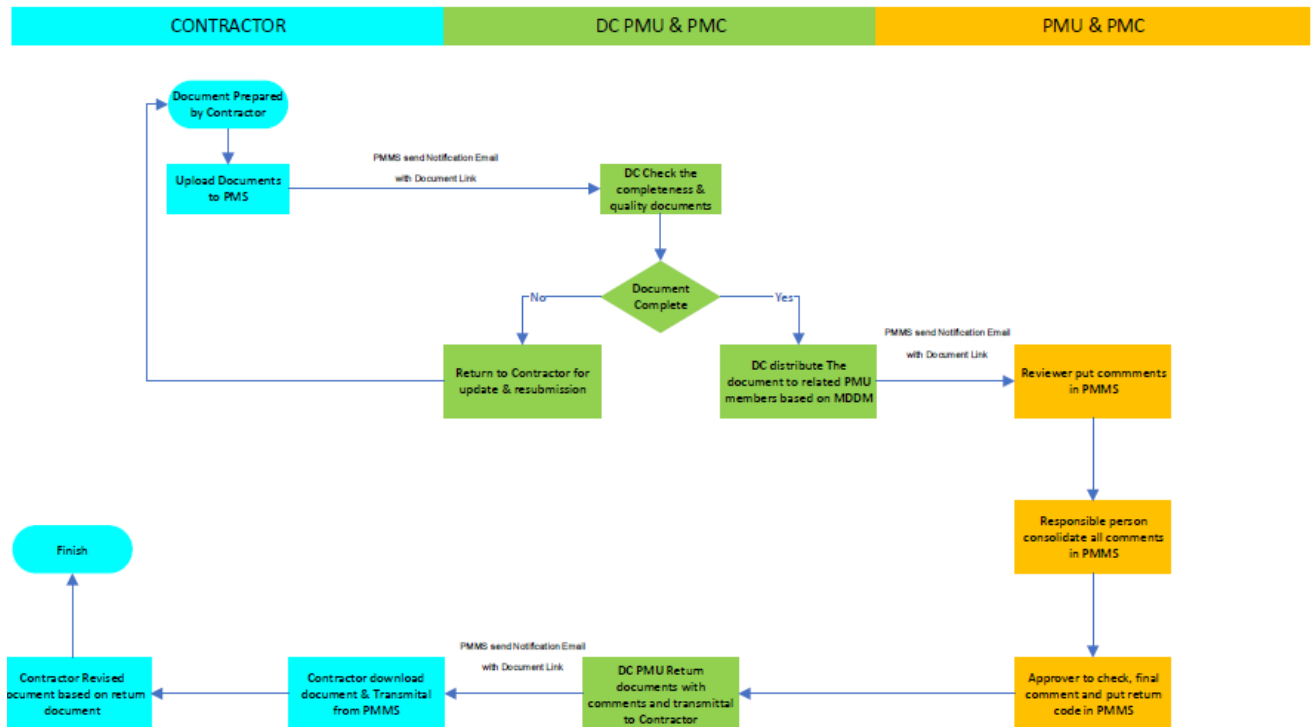 CONTRACTOR
DC PMU & PMC
PMU & PMC
Document Prepared
by Contractor
Upload Documents
to PMS
PMMS send Notification Email
with Document Link
DC Check the
completeness &
quality documents
Document
Complete
No
Yes
Return to Contractor for
update & resubmission
DC distribute The
document to related PMU
members based on MDDM
PMMS send Notification Email
with Document Link
Reviewer put commments
in PMMS
Responsible person
consolidate all comments
in PMMS
Approver to check, final
comment and put return
code in PMMS
DC PMU Return
documents with
comments and transmittal
to Contractor
PMMS send Notification Email
with Document Link
Contractor download
document & Transmital
from PMMS
Contractor Revised
document based on return
document
Finish